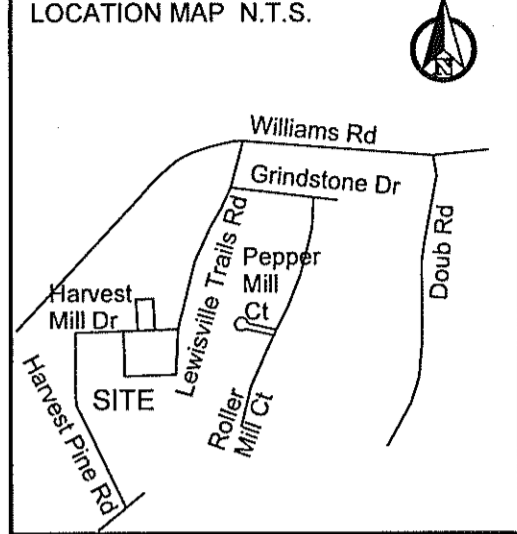 LOCATION MAP N.T.S.
N
Williams Rd
Grindstone Dr
Lewisville Trails Rd
Pepper
Mill
Ct
Doub Rd
Harvest
Mill Dr
SITE
Roller
Mill Ct
Harvest Pine Rd